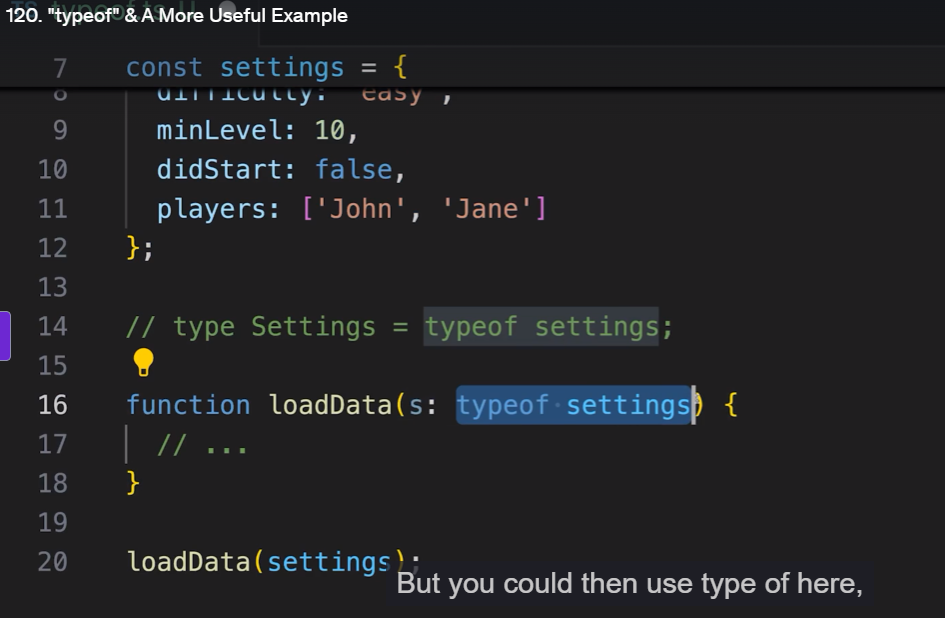 120. "typeof" & A More Useful Example
7 const settings = {
8 difficulty: 'easy',
9 minLevel: 10,
10 didStart: false,
11 players: ['John', 'Jane']
12 };
13
14 // type Settings = typeof settings;
15
16 function loadData(s: typeof settings) {
17 // ...
18 }
19
20 loadData(settings);
But you could then use type of here,